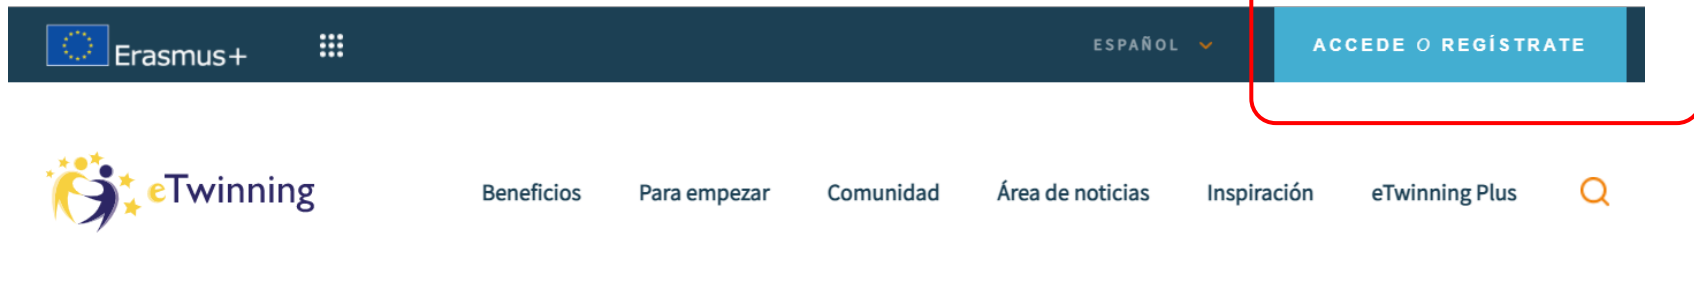 Erasmus+ ESPAÑOL ACCEDE O REGÍSTRATE
eTwinning Beneficios Para empezar Comunidad Área de noticias Inspiración eTwinning Plus